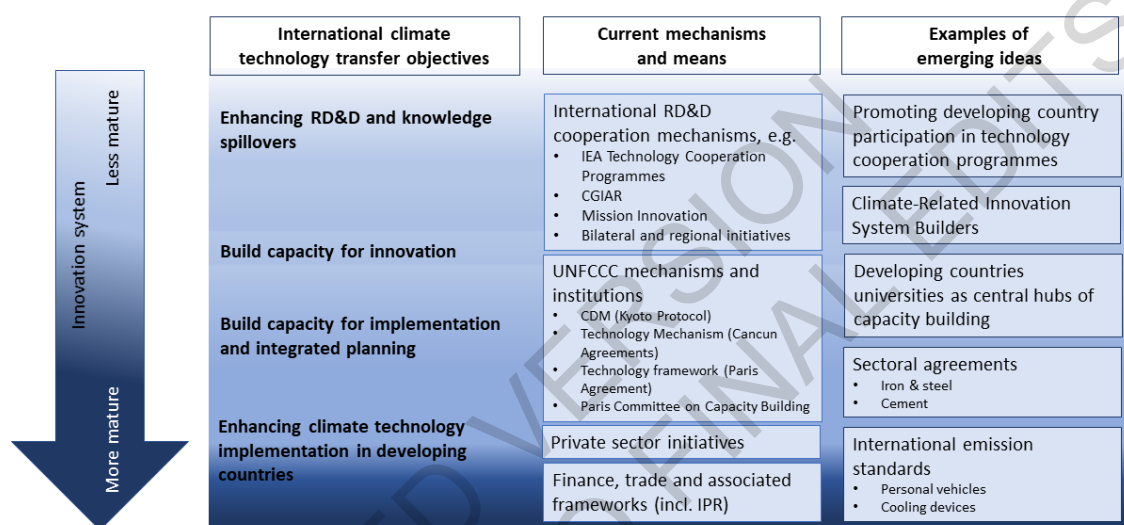 International climate
technology transfer objectives
Current mechanisms
and means
Examples of
emerging ideas
Innovation system
Less mature
More mature
Enhancing RD&D and knowledge
spillovers
Build capacity for innovation
Build capacity for implementation
and integrated planning
Enhancing climate technology
implementation in developing
countries
International RD&D
cooperation mechanisms, e.g.
• IEA Technology Cooperation
Programmes
• CGIAR
• Mission Innovation
• Bilateral and regional initiatives
UNFCCC mechanisms and
institutions
• CDM (Kyoto Protocol)
• Technology Mechanism (Cancun
Agreements)
• Technology framework (Paris
Agreement)
• Paris Committee on Capacity Building
Private sector initiatives
Finance, trade and associated
frameworks (incl. IPR)
Promoting developing country
participation in technology
cooperation programmes
Climate-Related Innovation
System Builders
Developing countries
universities as central hubs of
capacity building
Sectoral agreements
• Iron & steel
• Cement
International emission
standards
• Personal vehicles
• Cooling devices
VERSION
FINAL EDITS